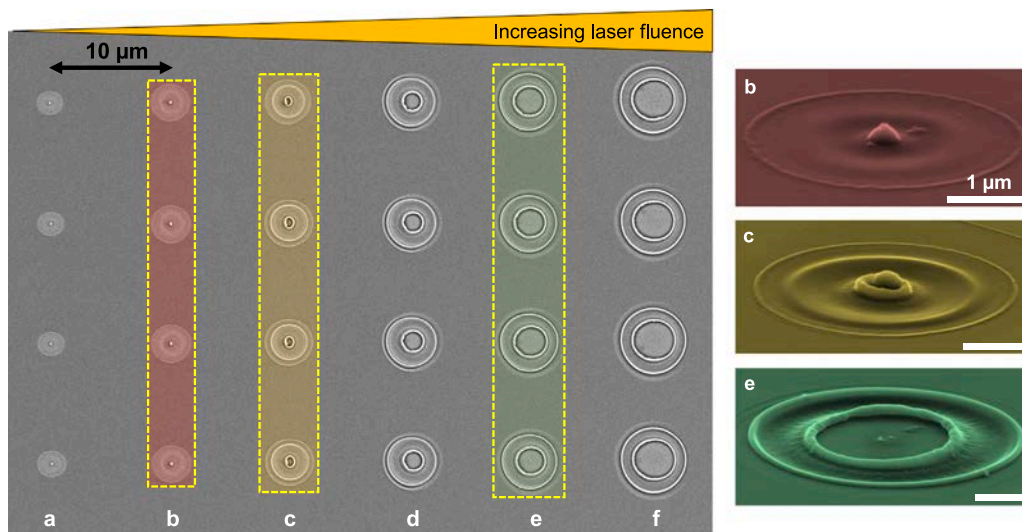 Increasing laser fluence
10 µm
a b c d e f
b
1 µm
c
e